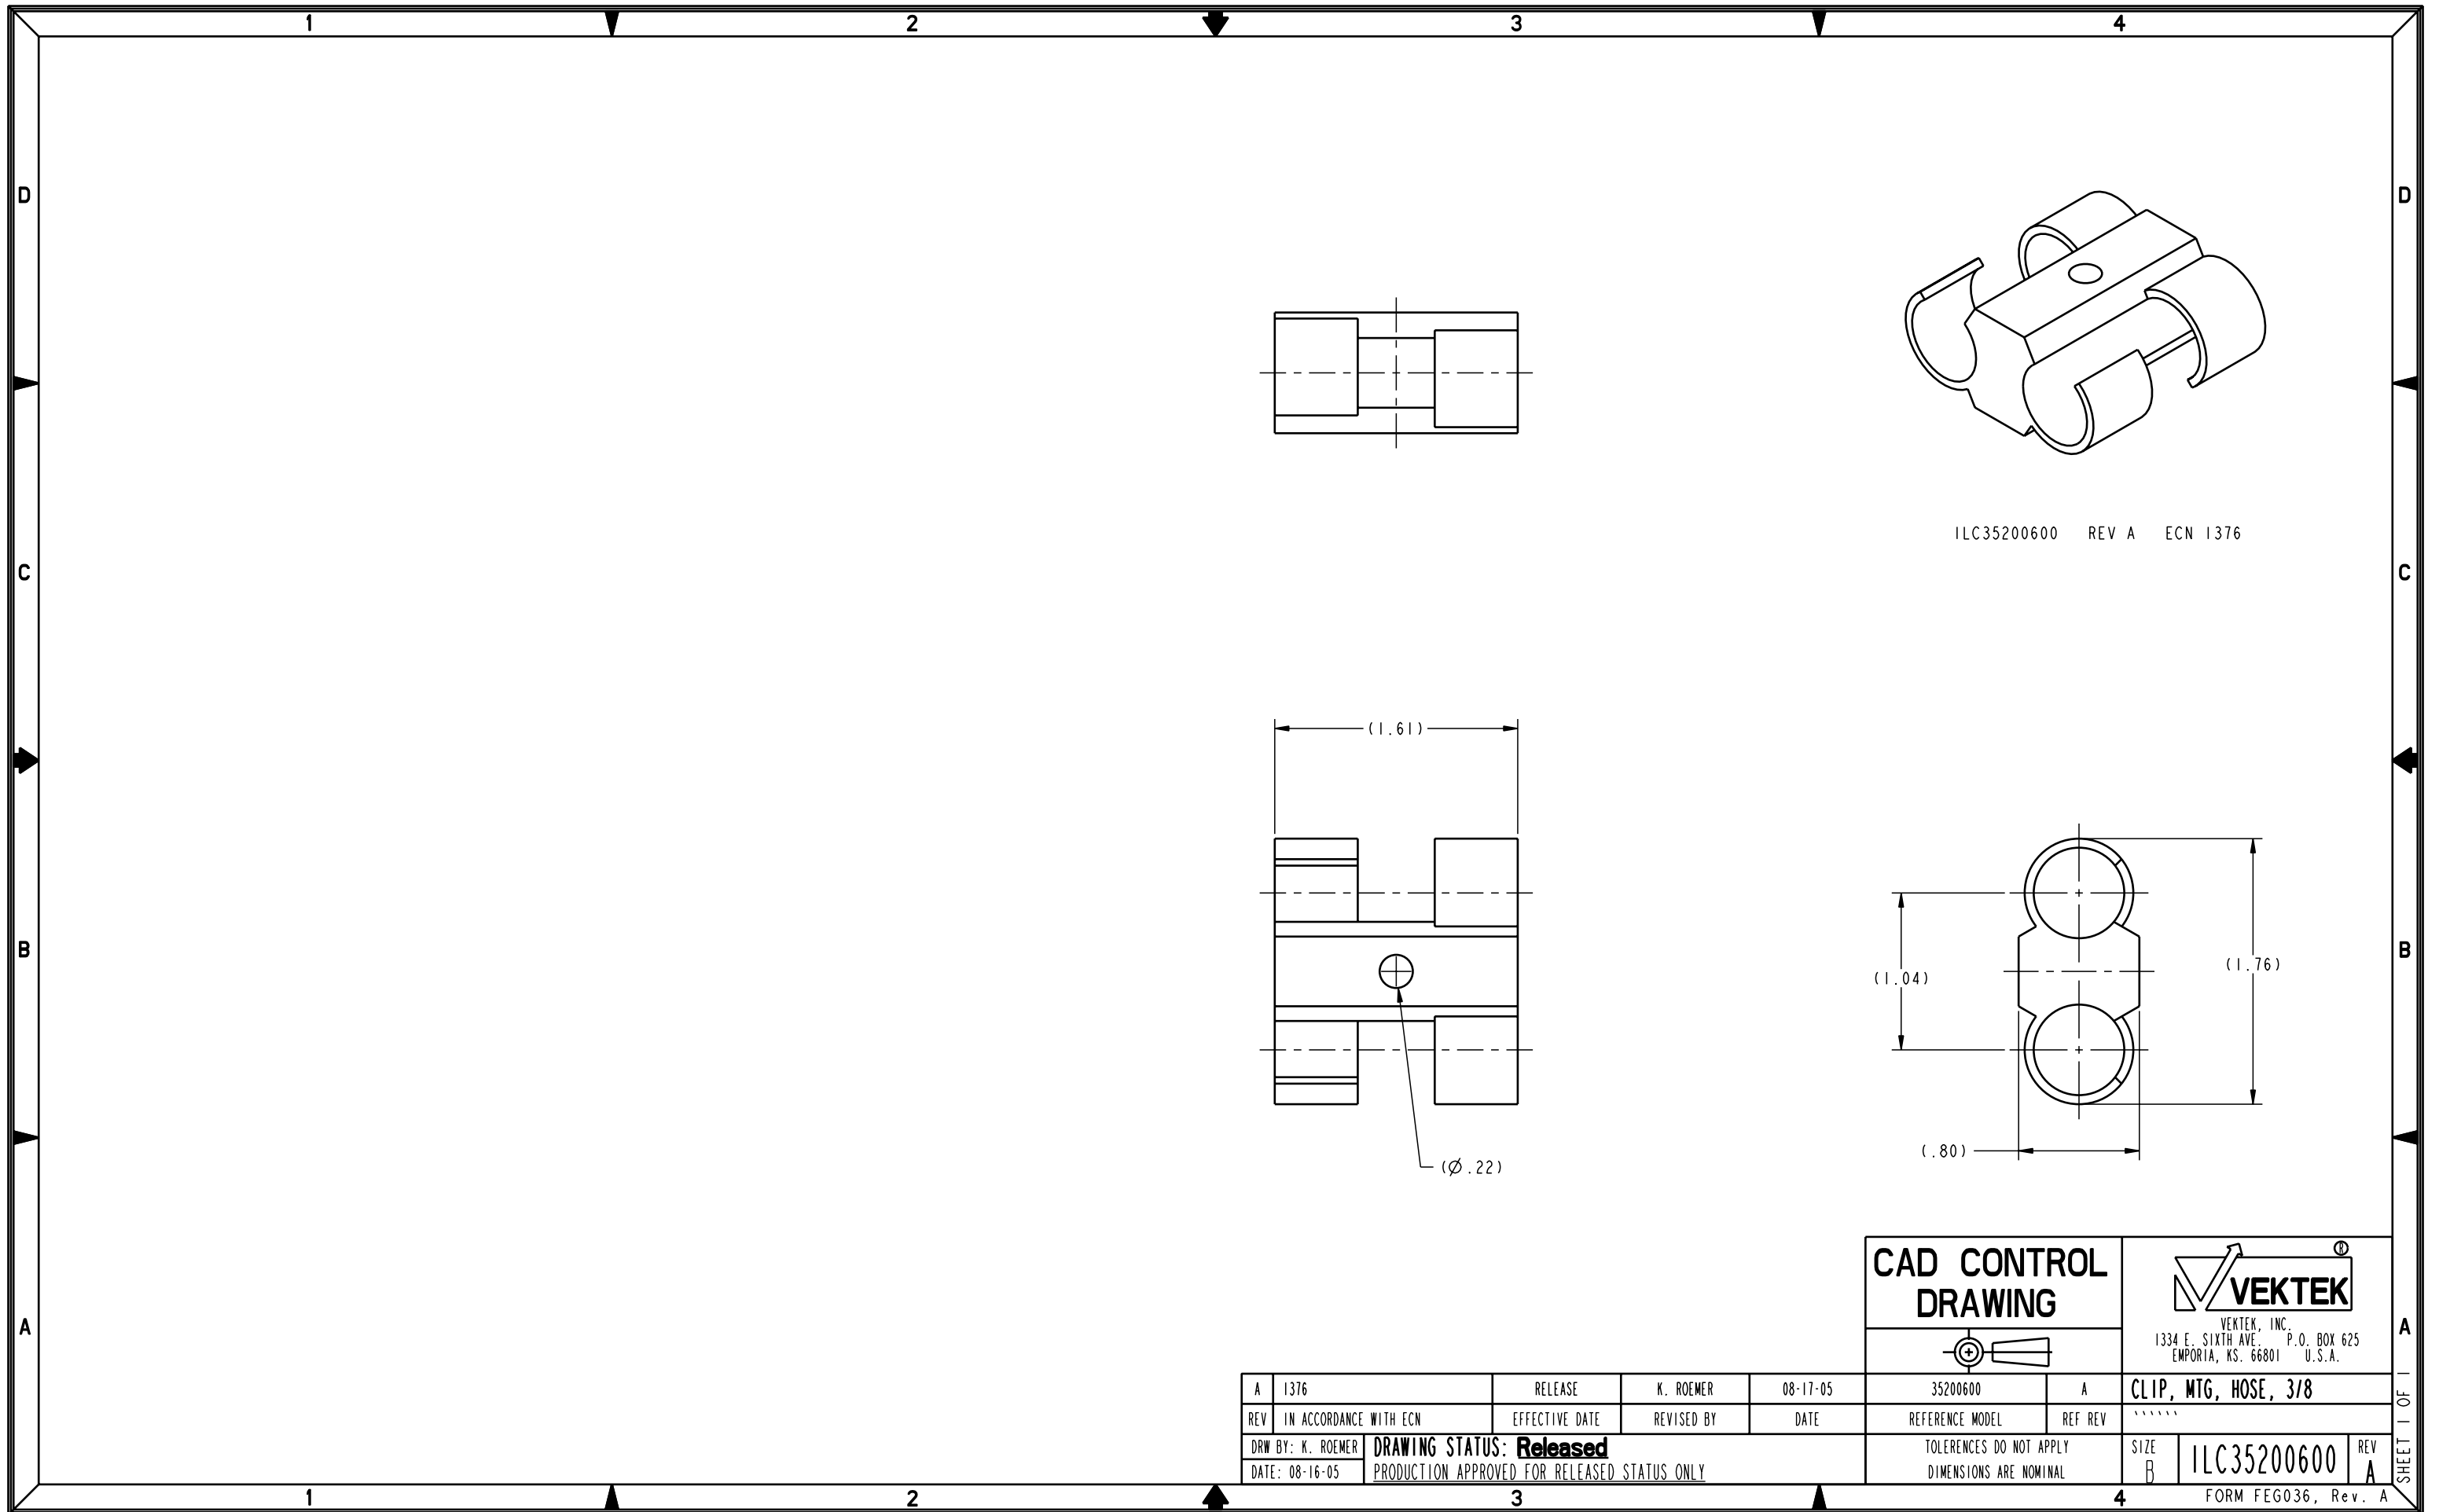 1 2 3 4
D D
ILC35200600 REV A ECN 1376
C C
(1.61)
B B
(1.04)
(1.76)
(.80)
(Ø.22)
CAD CONTROL
DRAWING
®
VEKTEK
VEKTEK, INC.
1334 E. SIXTH AVE. P.O. BOX 625
EMPORIA, KS. 66801 U.S.A.
A A
A 1376 RELEASE K. ROEMER 08-17-05 35200600 A CLIP, MTG, HOSE, 3/8
REV IN ACCORDANCE WITH ECN EFFECTIVE DATE REVISED BY DATE REFERENCE MODEL REF REV ``````
DRW BY: K. ROEMER DRAWING STATUS: Released TOLERENCES DO NOT APPLY SIZE ILC35200600 REV
DATE: 08-16-05 PRODUCTION APPROVED FOR RELEASED STATUS ONLY DIMENSIONS ARE NOMINAL B A
SHEET 1 OF 1
FORM FEG036, Rev. A
1 2 3 4